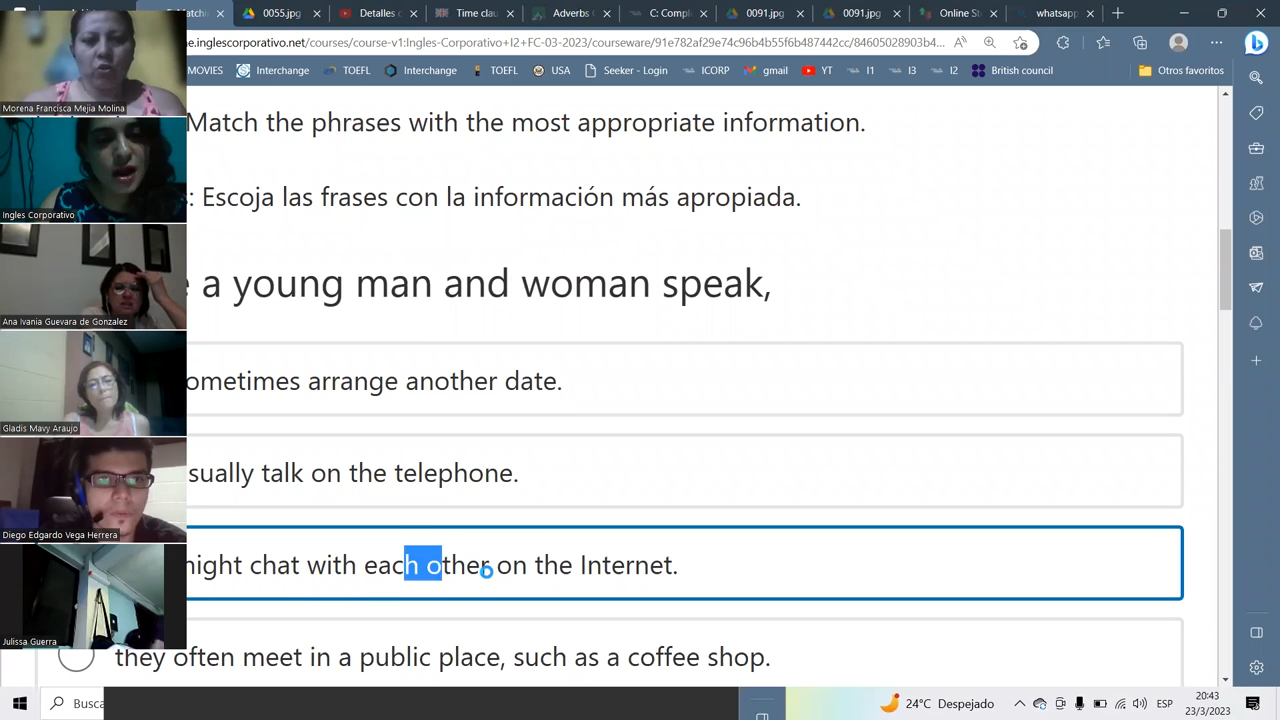 0055.jpg
Detalles c
Time clau
Adverbs
C: Compl
0091.jpg
0091.jpg
Online St
whatsapp
ne.inglescorporativo.net/courses/course-v1:Ingles-Corporativo+I2+FC-03-2023/courseware/91e782af29e74c96b4b55f6b487442cc/84605028903b4...
MOVIES Interchange TOEFL Interchange TOEFL USA Seeker - Login ICORP gmail YT I1 I3 I2 British council Otros favoritos
Match the phrases with the most appropriate information.
s: Escoja las frases con la información más apropiada.
e a young man and woman speak,
ometimes arrange another date.
sually talk on the telephone.
night chat with each other on the Internet.
they often meet in a public place, such as a coffee shop.
Morena Francisca Mejia Molina
Ingles Corporativo
Ana Ivania Guevara de Gonzalez
Gladis Mavy Araujo
Diego Edgardo Vega Herrera
Julissa Guerra
Busca
24°C Despejado
ESP
20:43
23/3/2023